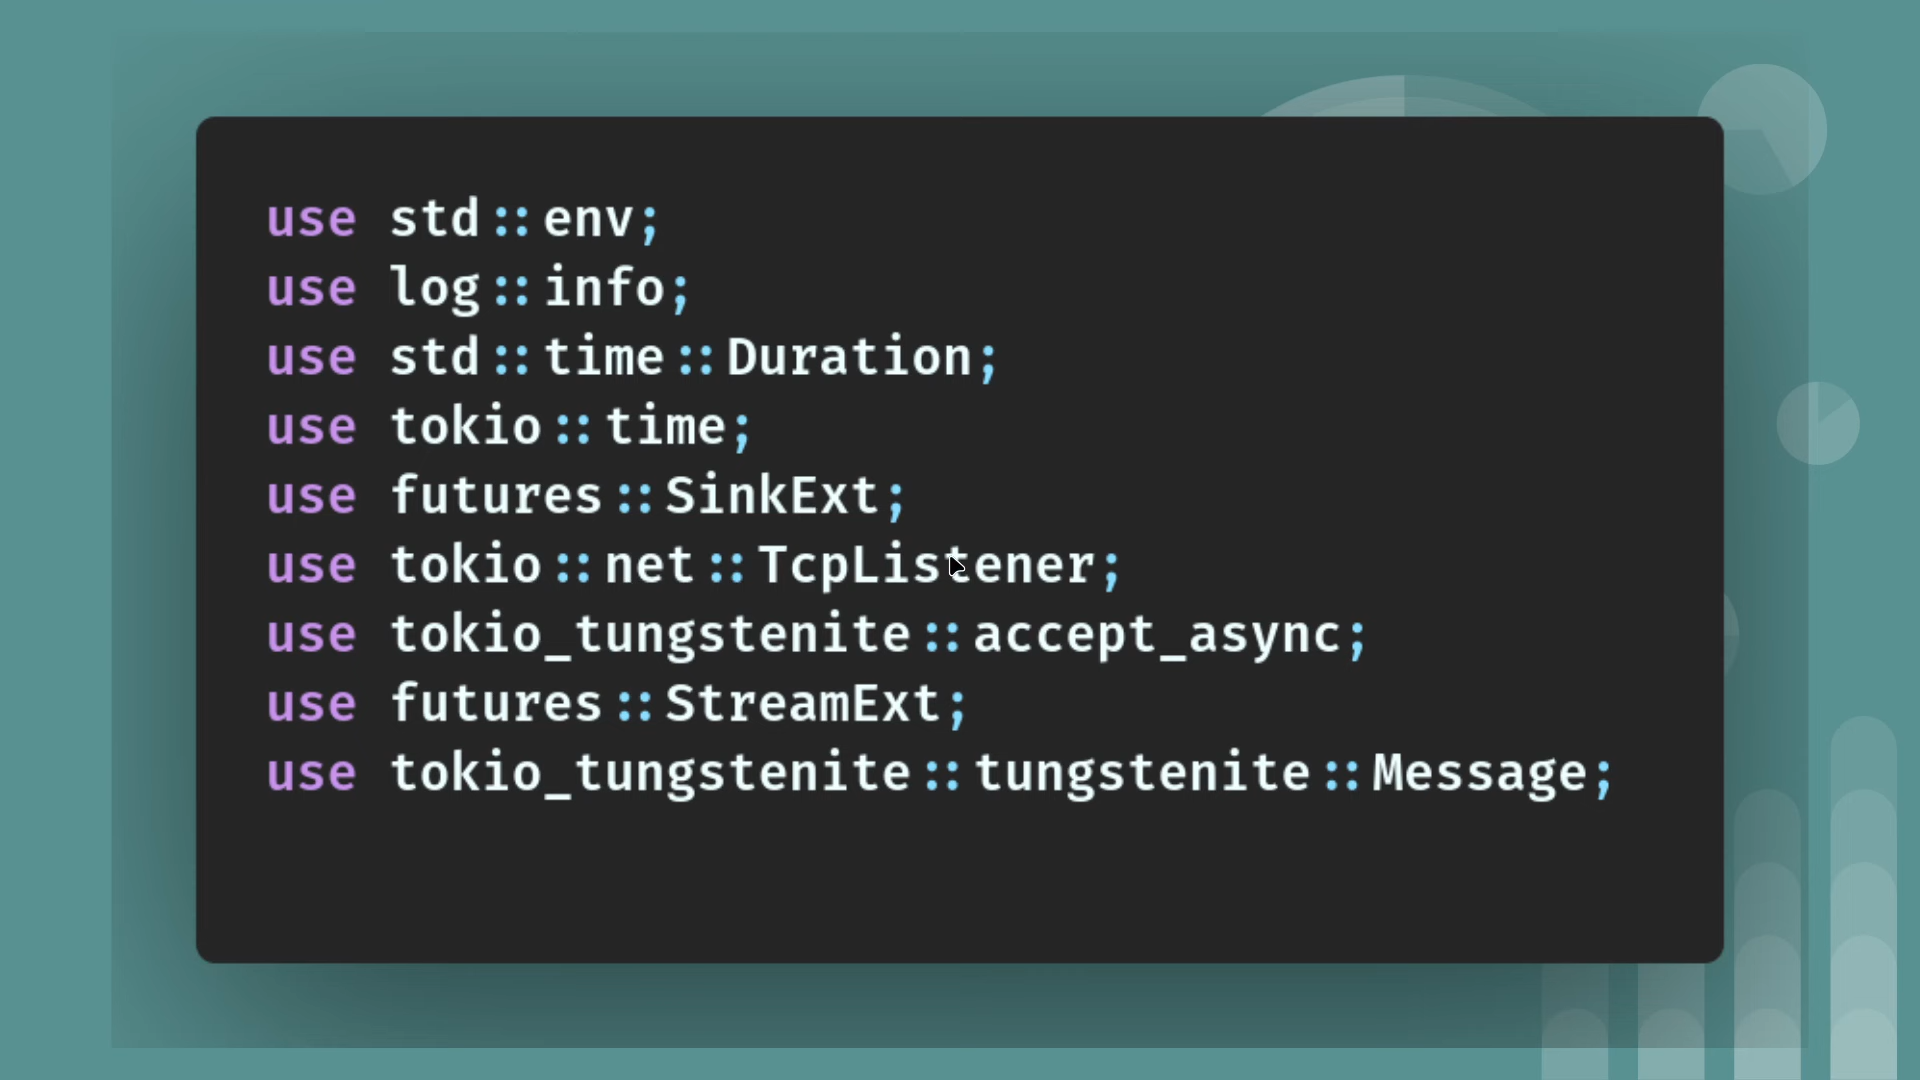 use std::env;
use log::info;
use std::time::Duration;
use tokio::time;
use futures::SinkExt;
use tokio::net::TcpListener;
use tokio_tungstenite::accept_async;
use futures::StreamExt;
use tokio_tungstenite::tungstenite::Message;